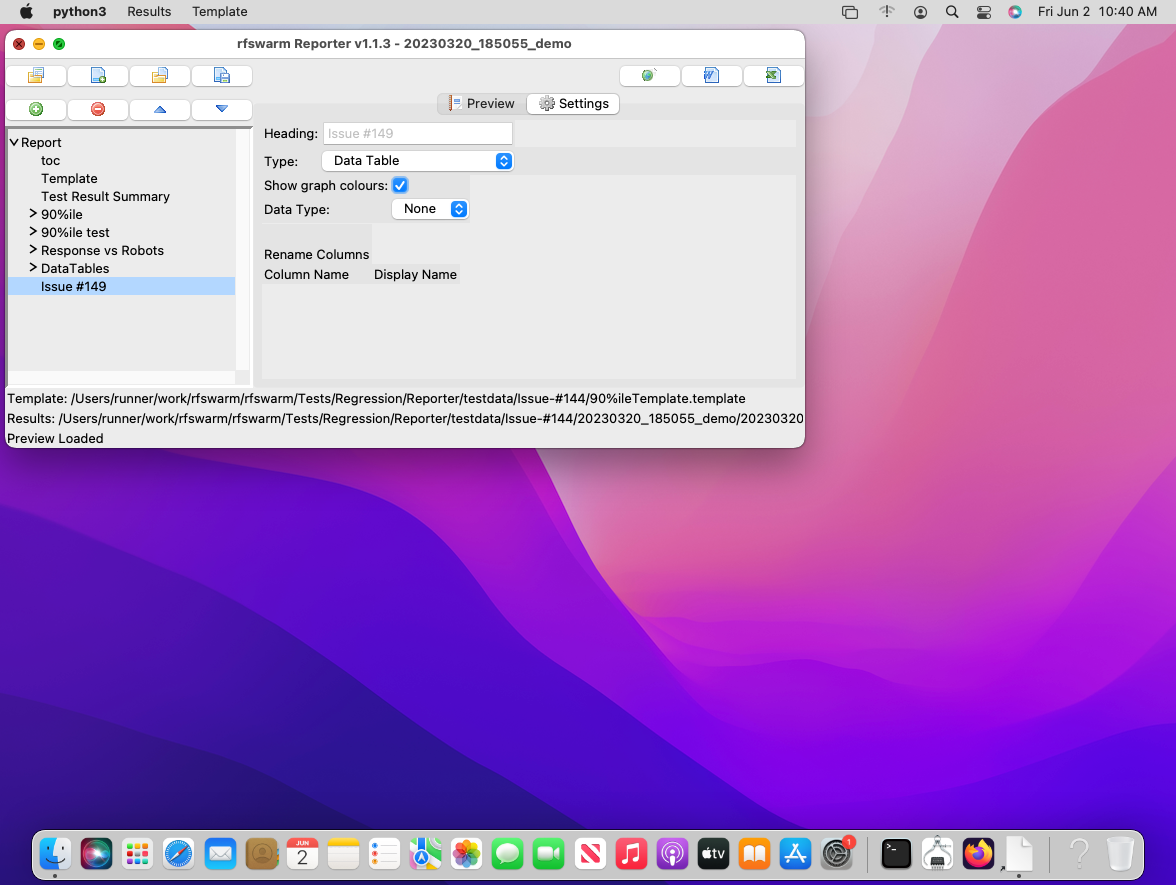 python3 Results Template Fri Jun 2 10:40 AM
rfswarm Reporter v1.1.3 - 20230320_185055_demo
Preview Settings
Report
toc
Template
Test Result Summary
90%ile
90%ile test
Response vs Robots
DataTables
Issue #149
Heading: Issue #149
Type: Data Table
Show graph colours:
Data Type: None
Rename Columns
Column Name Display Name
Template: /Users/runner/work/rfswarm/rfswarm/Tests/Regression/Reporter/testdata/Issue-#144/90%ileTemplate.template
Results: /Users/runner/work/rfswarm/rfswarm/Tests/Regression/Reporter/testdata/Issue-#144/20230320_185055_demo/20230320
Preview Loaded
JUN
2
tv
1